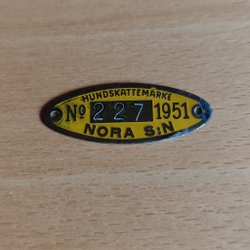 HUNDSKATTEMÄRKE
Nº 227 1951
NORA S:N